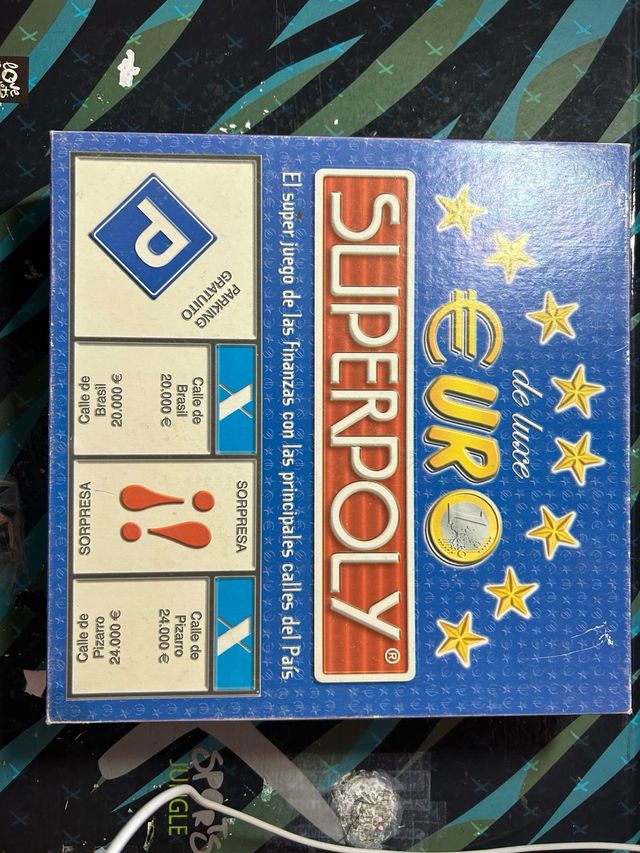 de luxe
€URO
SUPERPOLY®
El super juego de las finanzas con las principales calles del País
P
PARKING
GRATUITO
Calle de
Brasil
20.000 €
Calle de
Brasil
20.000 €
SORPRESA
!!
SORPRESA
Calle de
Pizarro
24.000 €
Calle de
Pizarro
24.000 €
love
SPORTS
JUNGLE